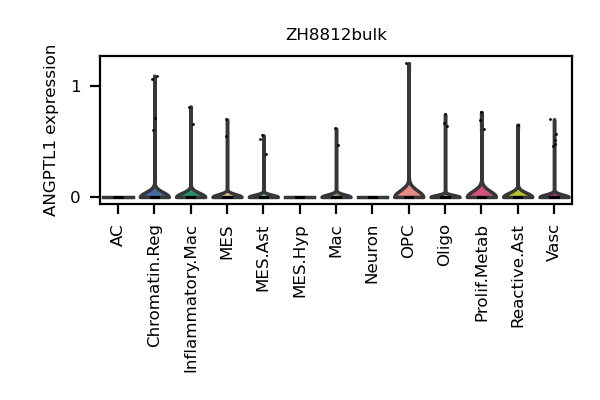 ZH8812bulk
ANGPTL1 expression
1
0
AC
Chromatin.Reg
Inflammatory.Mac
MES
MES.Ast
MES.Hyp
Mac
Neuron
OPC
Oligo
Prolif.Metab
Reactive.Ast
Vasc